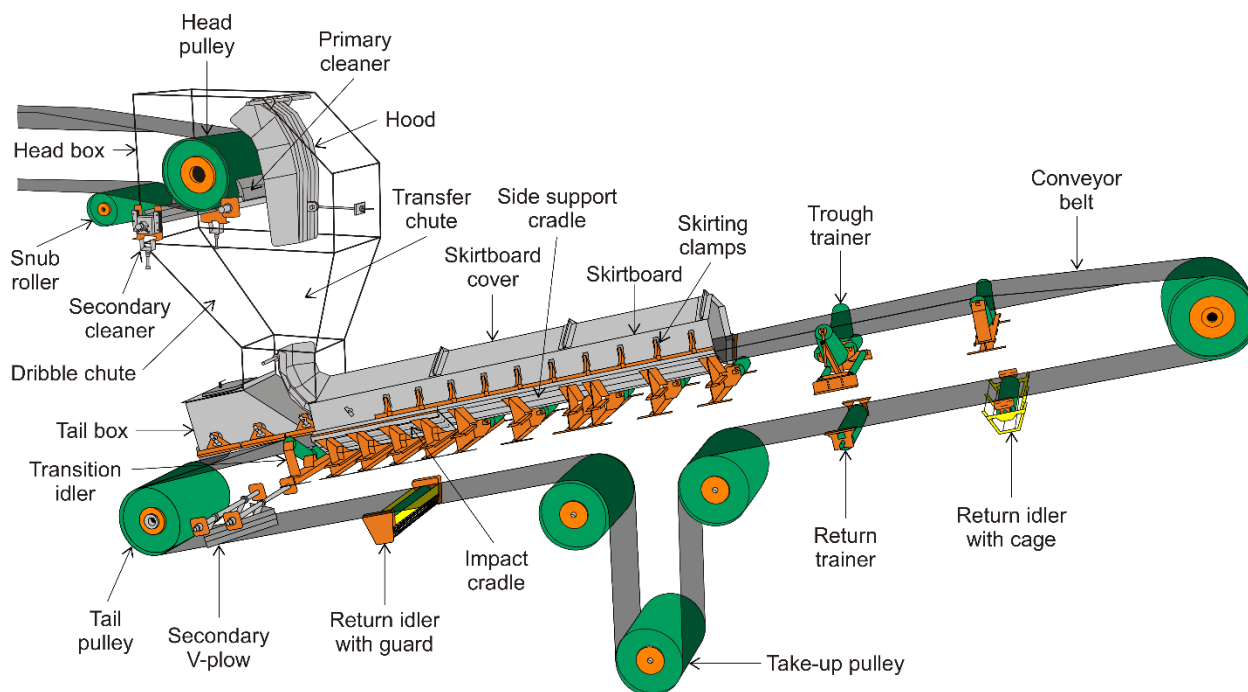 Head
pulley
Primary
cleaner
Hood
Head box
Snub
roller
Secondary
cleaner
Dribble chute
Transfer
chute
Side support
cradle
Skirtboard
cover
Skirtboard
Skirting
clamps
Trough
trainer
Conveyor
belt
Tail box
Transition
idler
Tail
pulley
Secondary
V-plow
Return idler
with guard
Impact
cradle
Take-up pulley
Return
trainer
Return idler
with cage